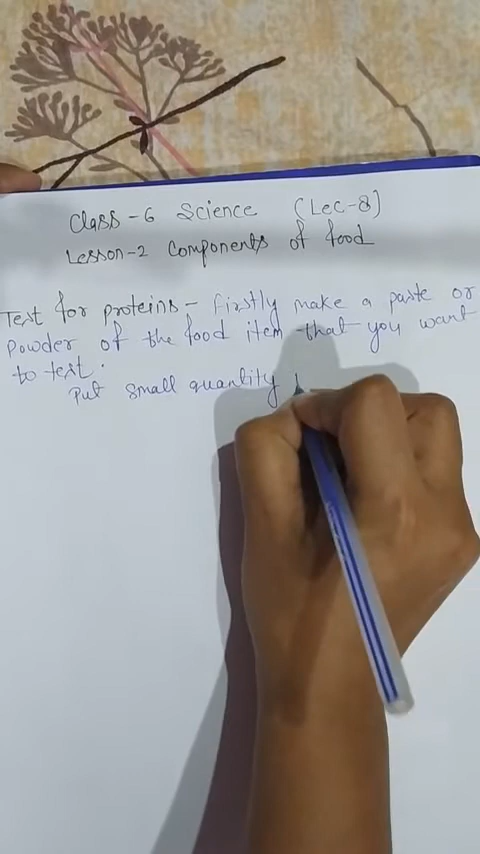 Class-6 Science (Lec-8)
Lesson-2 Components of food
Test for proteins- Firstly make a paste or
Powder of the food item that you want
to test.
Put small quantity